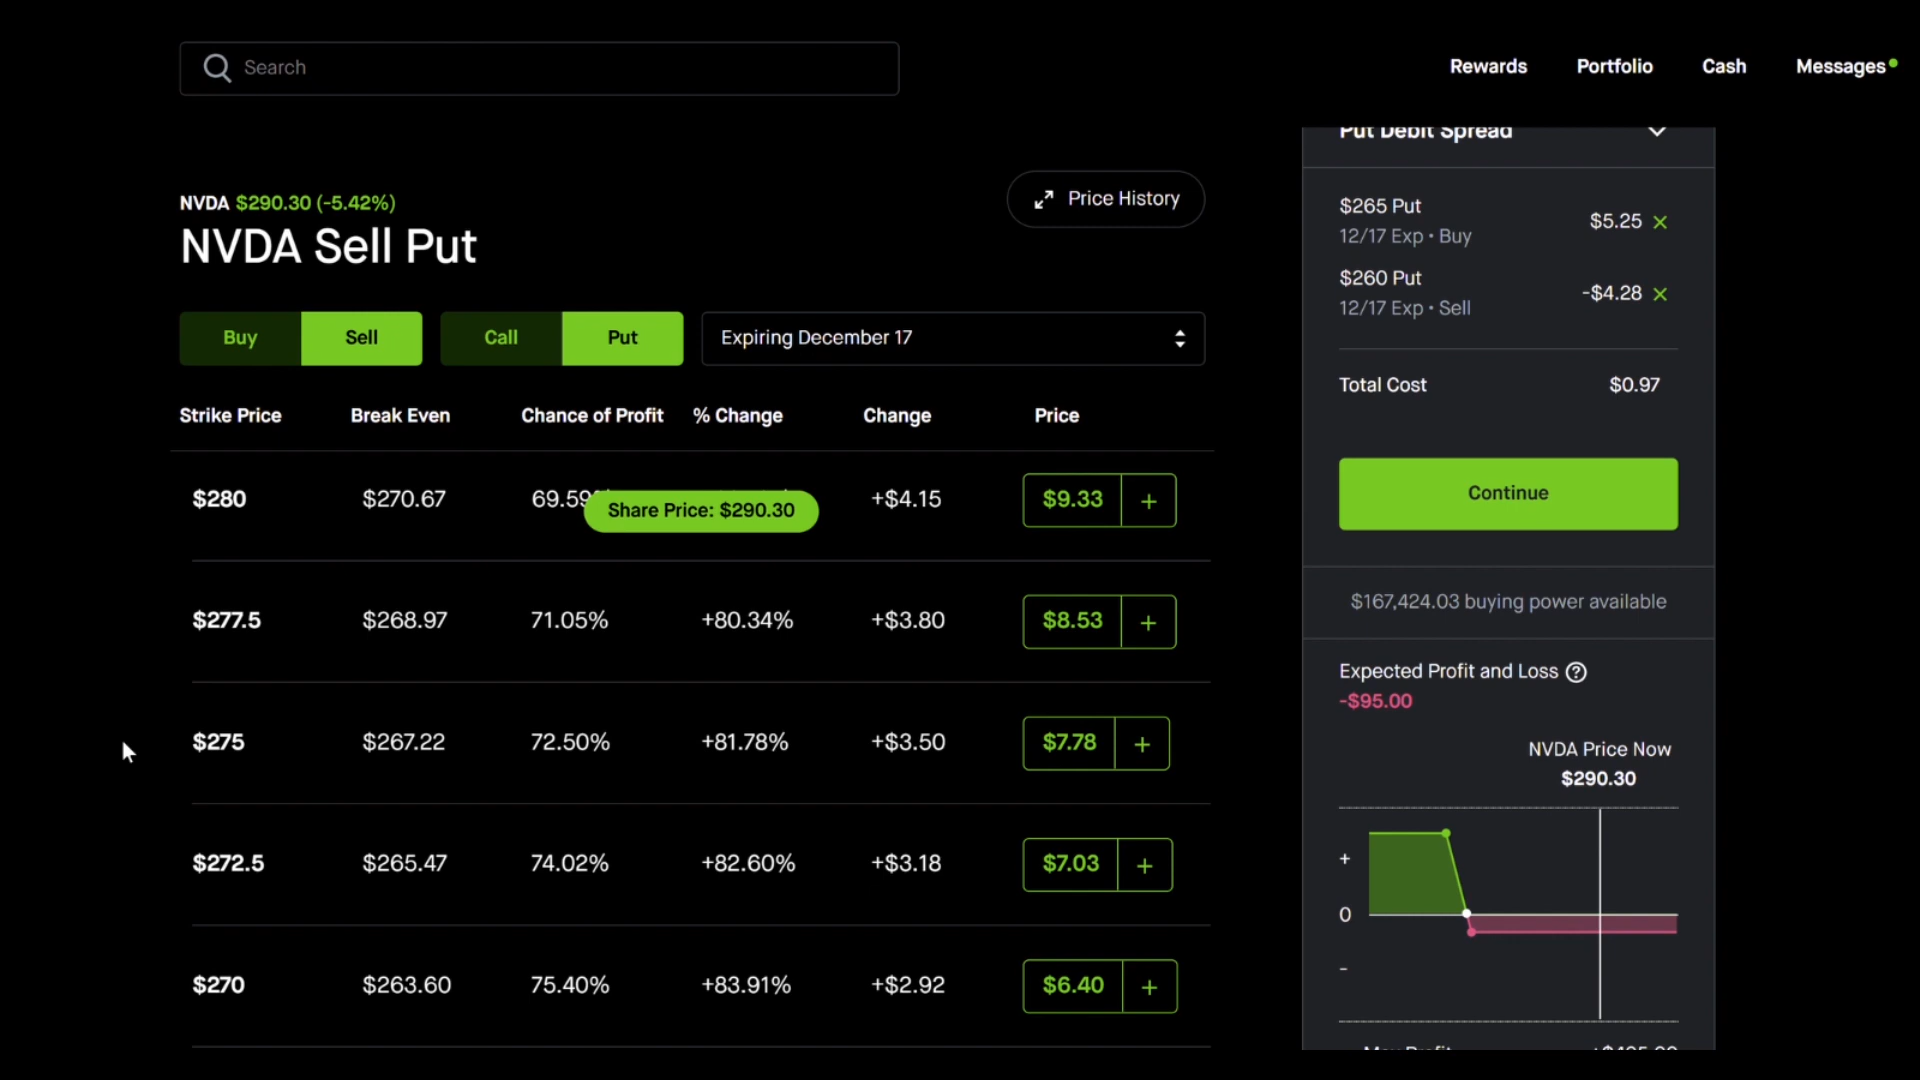 Search
Rewards
Portfolio
Cash
Messages
NVDA $290.30 (-5.42%)
NVDA Sell Put
Price History
Buy
Sell
Call
Put
Expiring December 17
Strike Price Break Even Chance of Profit % Change Change Price
$280 $270.67 69.59 +$4.15 $9.33 +
Share Price: $290.30
$277.5 $268.97 71.05% +80.34% +$3.80 $8.53 +
$275 $267.22 72.50% +81.78% +$3.50 $7.78 +
$272.5 $265.47 74.02% +82.60% +$3.18 $7.03 +
$270 $263.60 75.40% +83.91% +$2.92 $6.40 +
Put Debit Spread
$265 Put
12/17 Exp • Buy
$5.25
$260 Put
12/17 Exp • Sell
-$4.28
Total Cost $0.97
Continue
$167,424.03 buying power available
Expected Profit and Loss ?
-$95.00
NVDA Price Now
$290.30
+
0
-
Max Profit